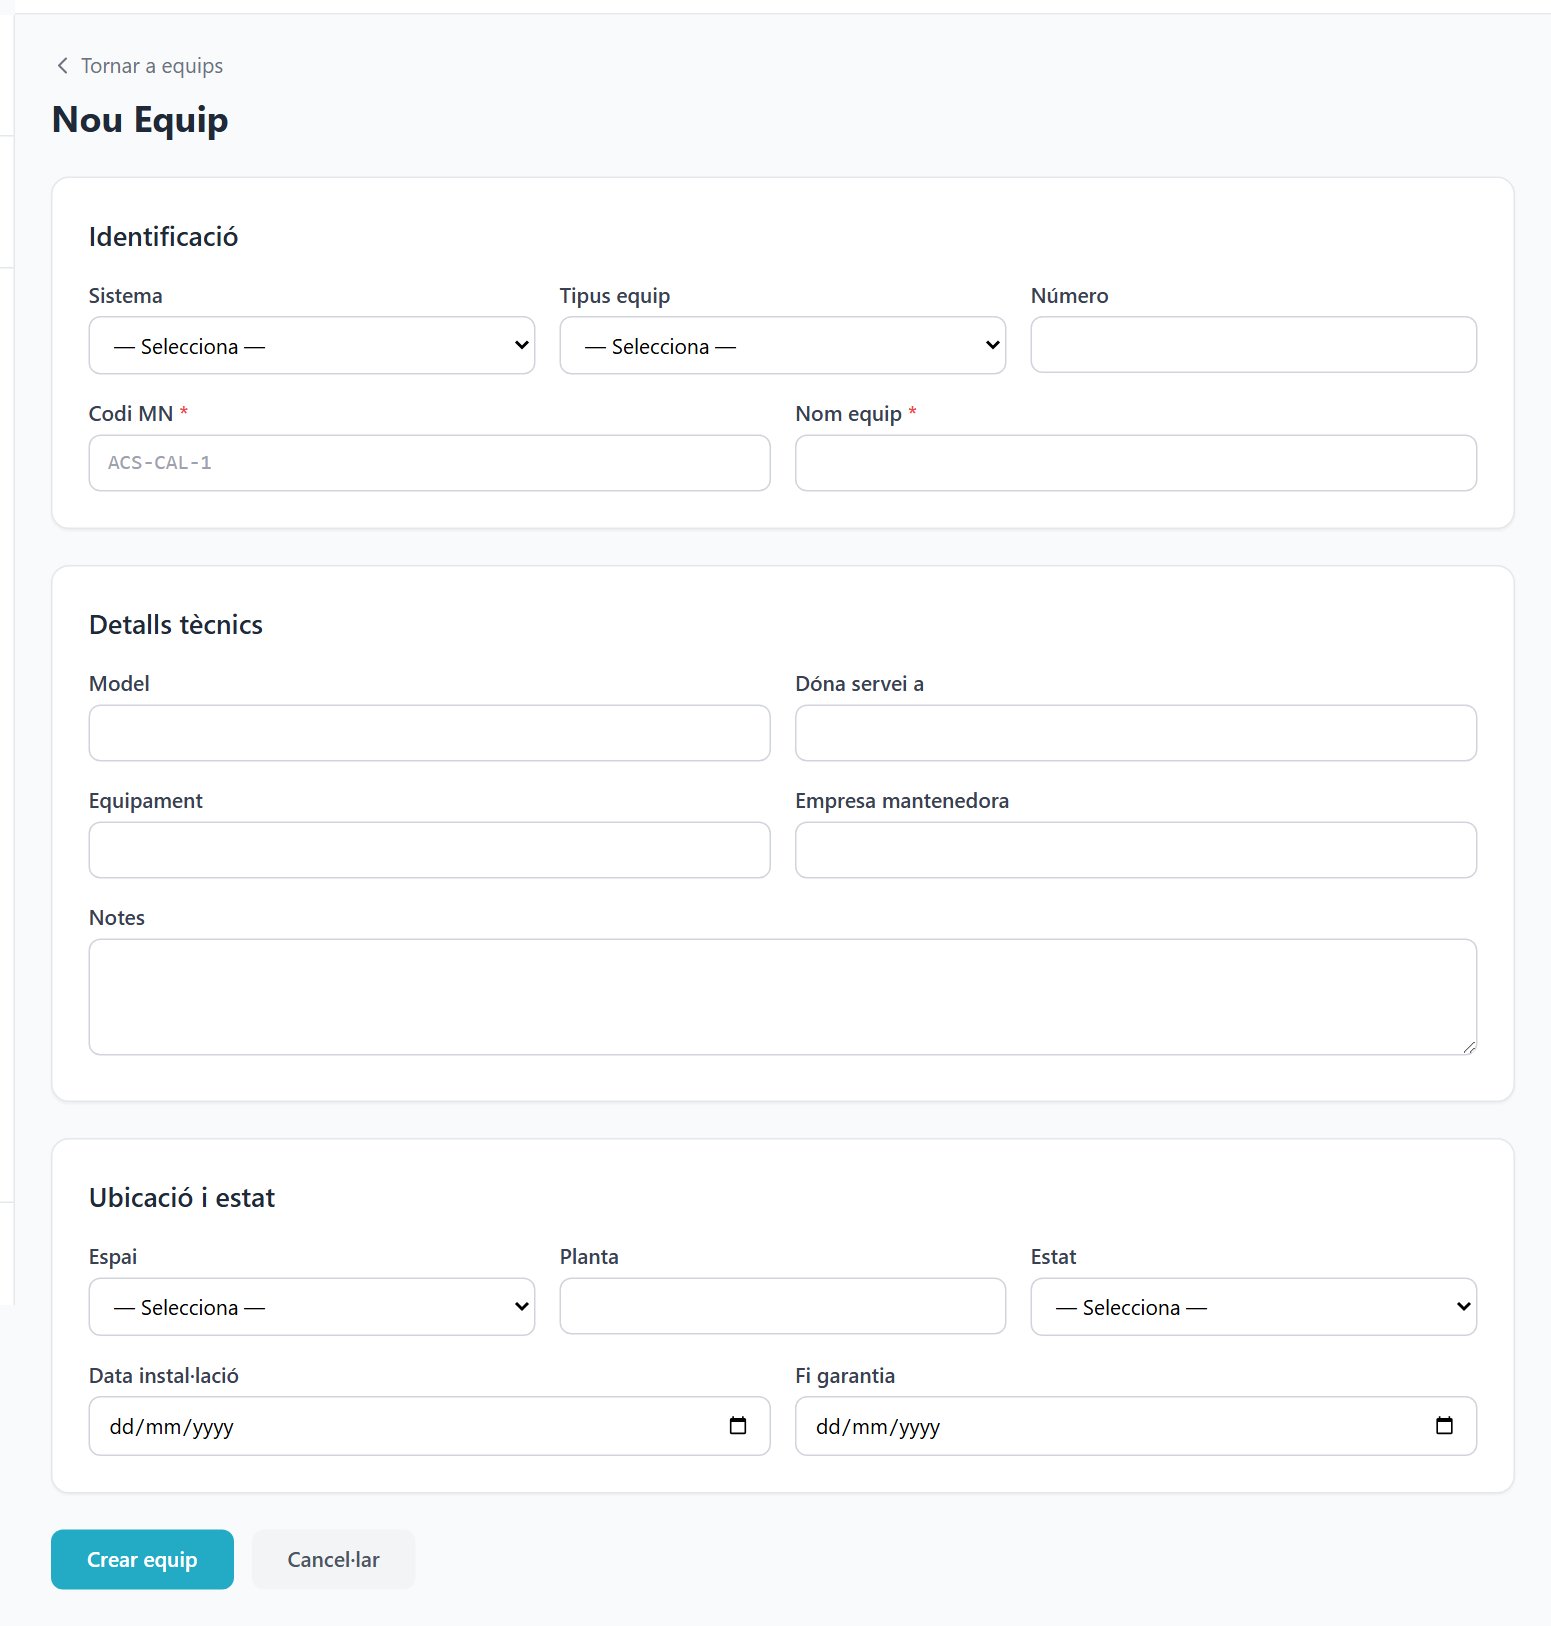 Tornar a equips
Nou Equip
Identificació
Sistema
Tipus equip
Número
— Selecciona —
— Selecciona —
Codi MN *
Nom equip *
ACS-CAL-1
Detalls tècnics
Model
Dóna servei a
Equipament
Empresa mantenedora
Notes
Ubicació i estat
Espai
Planta
Estat
— Selecciona —
— Selecciona —
Data instal·lació
Fi garantia
dd/mm/yyyy
dd/mm/yyyy
Crear equip
Cancel·lar